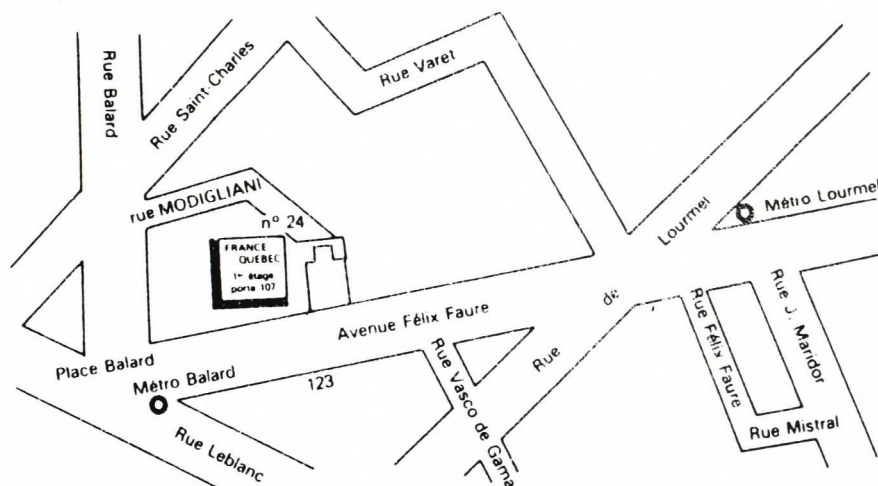 Rue Balard
Rue Saint-Charles
Rue Varet
rue MODIGLIANI
n° 24
FRANCE
QUEBEC
1er étage
porte 107
Lourmel
Métro Lourmel
de
Rue
Avenue Félix Faure
Rue Félix Faure
Rue J. Maridor
Place Balard
Métro Balard
123
Rue Vasco de Gama
Rue Leblanc
Rue Mistral